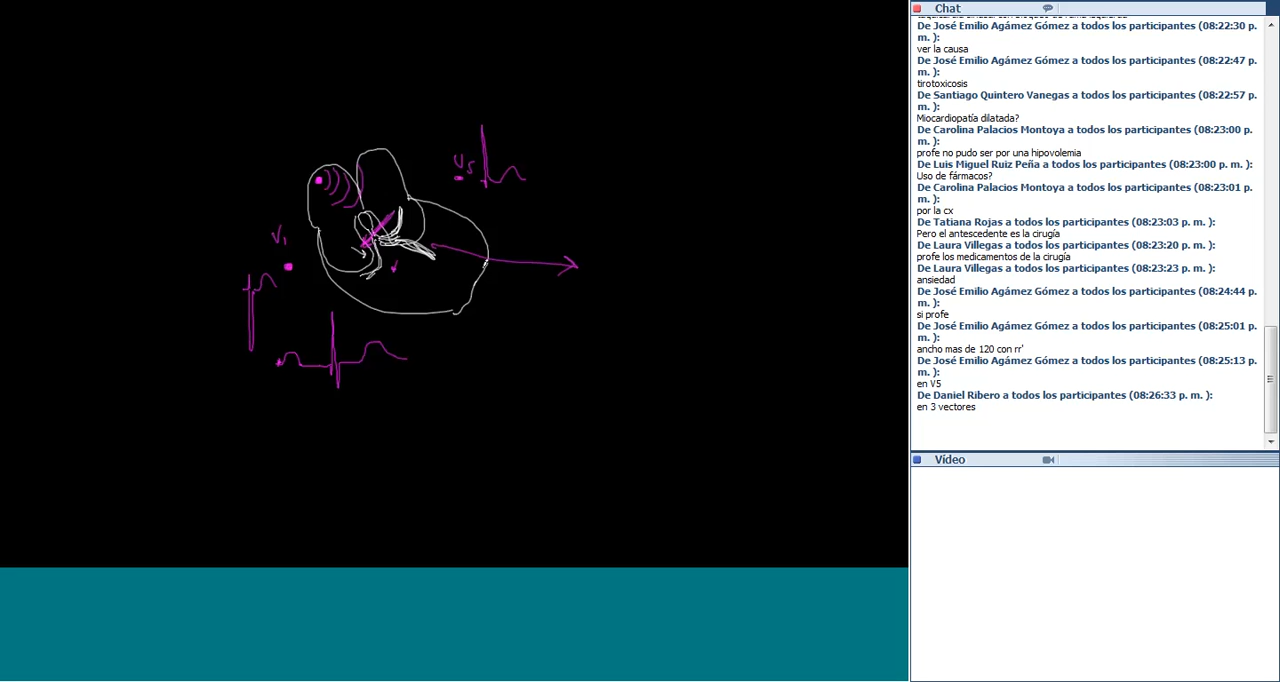 V5
V1
Chat
De José Emilio Agámez Gómez a todos los participantes (08:22:30 p.
m. ):
ver la causa
De José Emilio Agámez Gómez a todos los participantes (08:22:47 p.
m. ):
tirotoxicosis
De Santiago Quintero Vanegas a todos los participantes (08:22:57 p.
m. ):
Miocardiopatía dilatada?
De Carolina Palacios Montoya a todos los participantes (08:23:00 p.
m. ):
profe no pudo ser por una hipovolemia
De Luis Miguel Ruiz Peña a todos los participantes (08:23:00 p. m. ):
Uso de fármacos?
De Carolina Palacios Montoya a todos los participantes (08:23:01 p.
m. ):
por la cx
De Tatiana Rojas a todos los participantes (08:23:03 p. m. ):
Pero el antescedente es la cirugía
De Laura Villegas a todos los participantes (08:23:20 p. m. ):
profe los medicamentos de la cirugía
De Laura Villegas a todos los participantes (08:23:23 p. m. ):
ansiedad
De José Emilio Agámez Gómez a todos los participantes (08:24:44 p.
m. ):
si profe
De José Emilio Agámez Gómez a todos los participantes (08:25:01 p.
m. ):
ancho mas de 120 con rr'
De José Emilio Agámez Gómez a todos los participantes (08:25:13 p.
m. ):
en V5
De Daniel Ribero a todos los participantes (08:26:33 p. m. ):
en 3 vectores
Vídeo